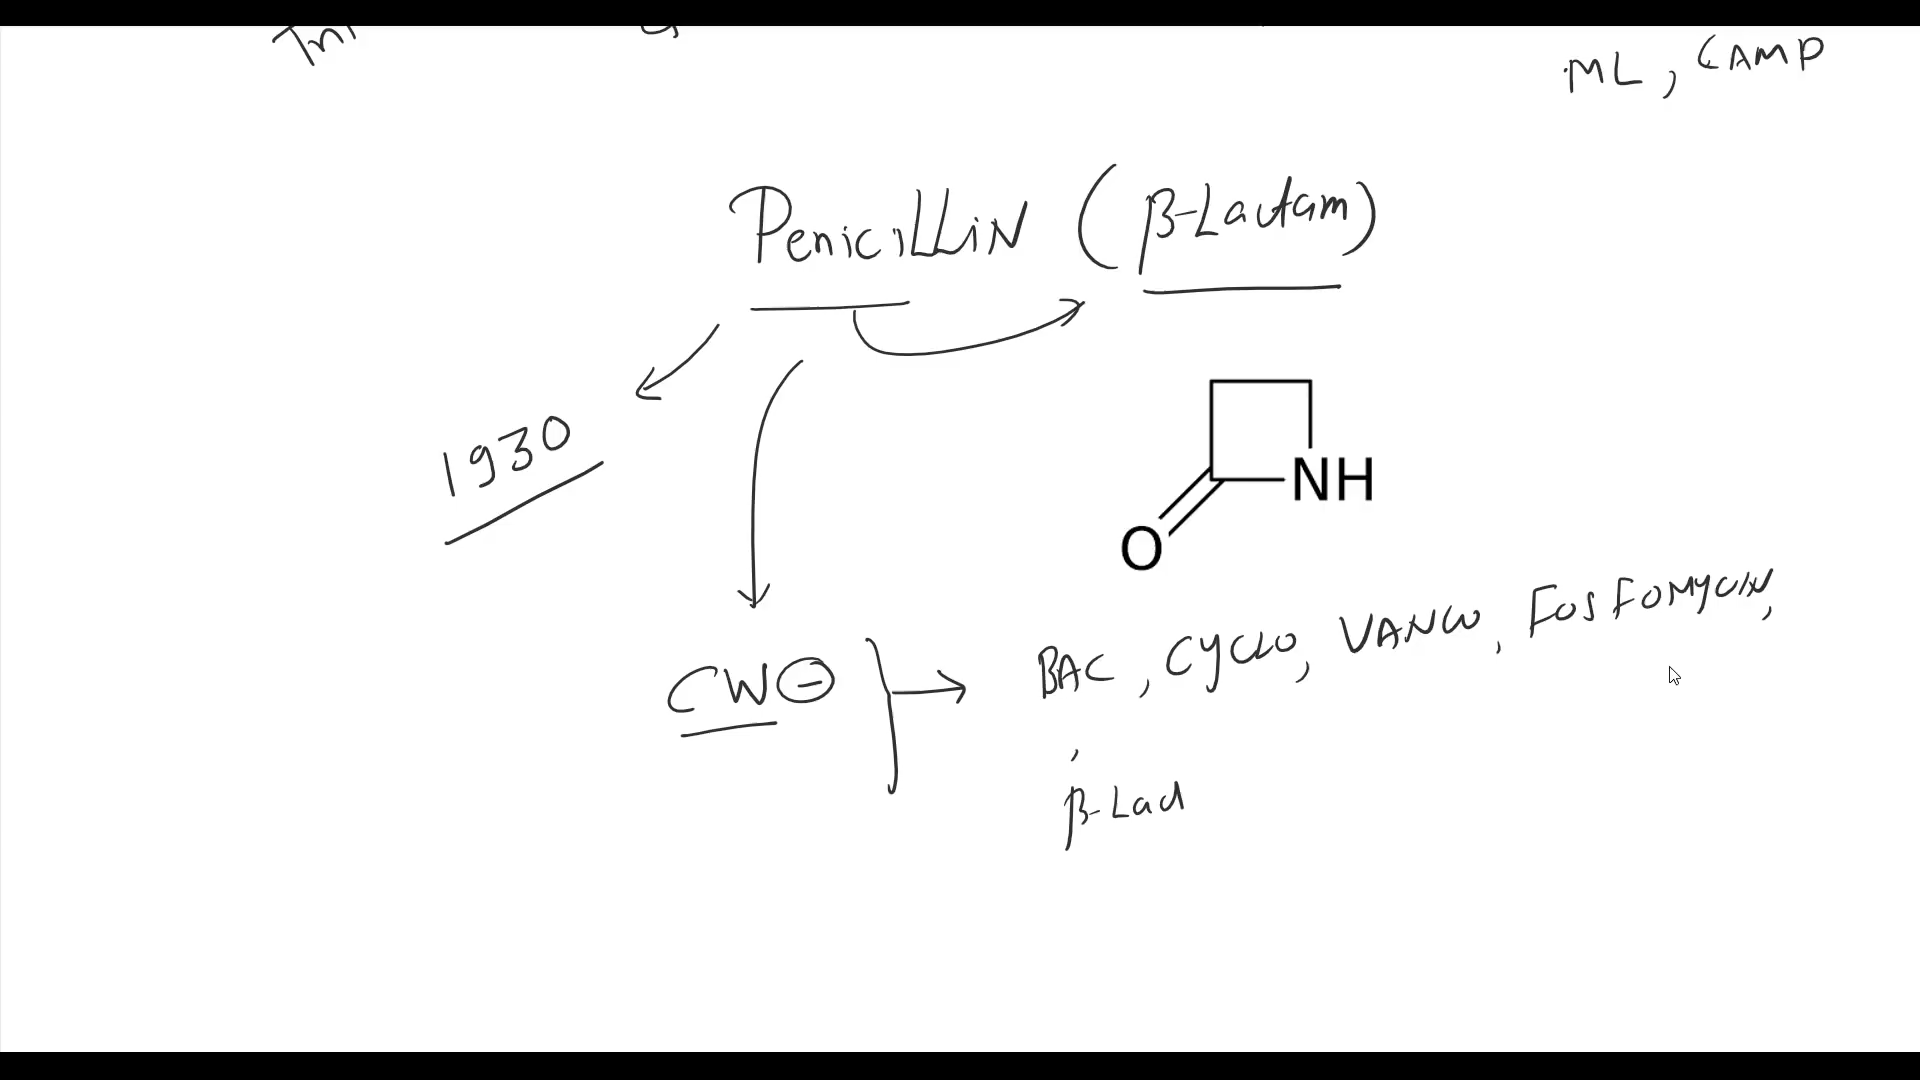 ML, CAMP
Penicillin (β-Lactam)
1930
NH
O
CW⊖ → BAC, CYCLO, VANCO, FOSFOMYCIN,
, β-Lac